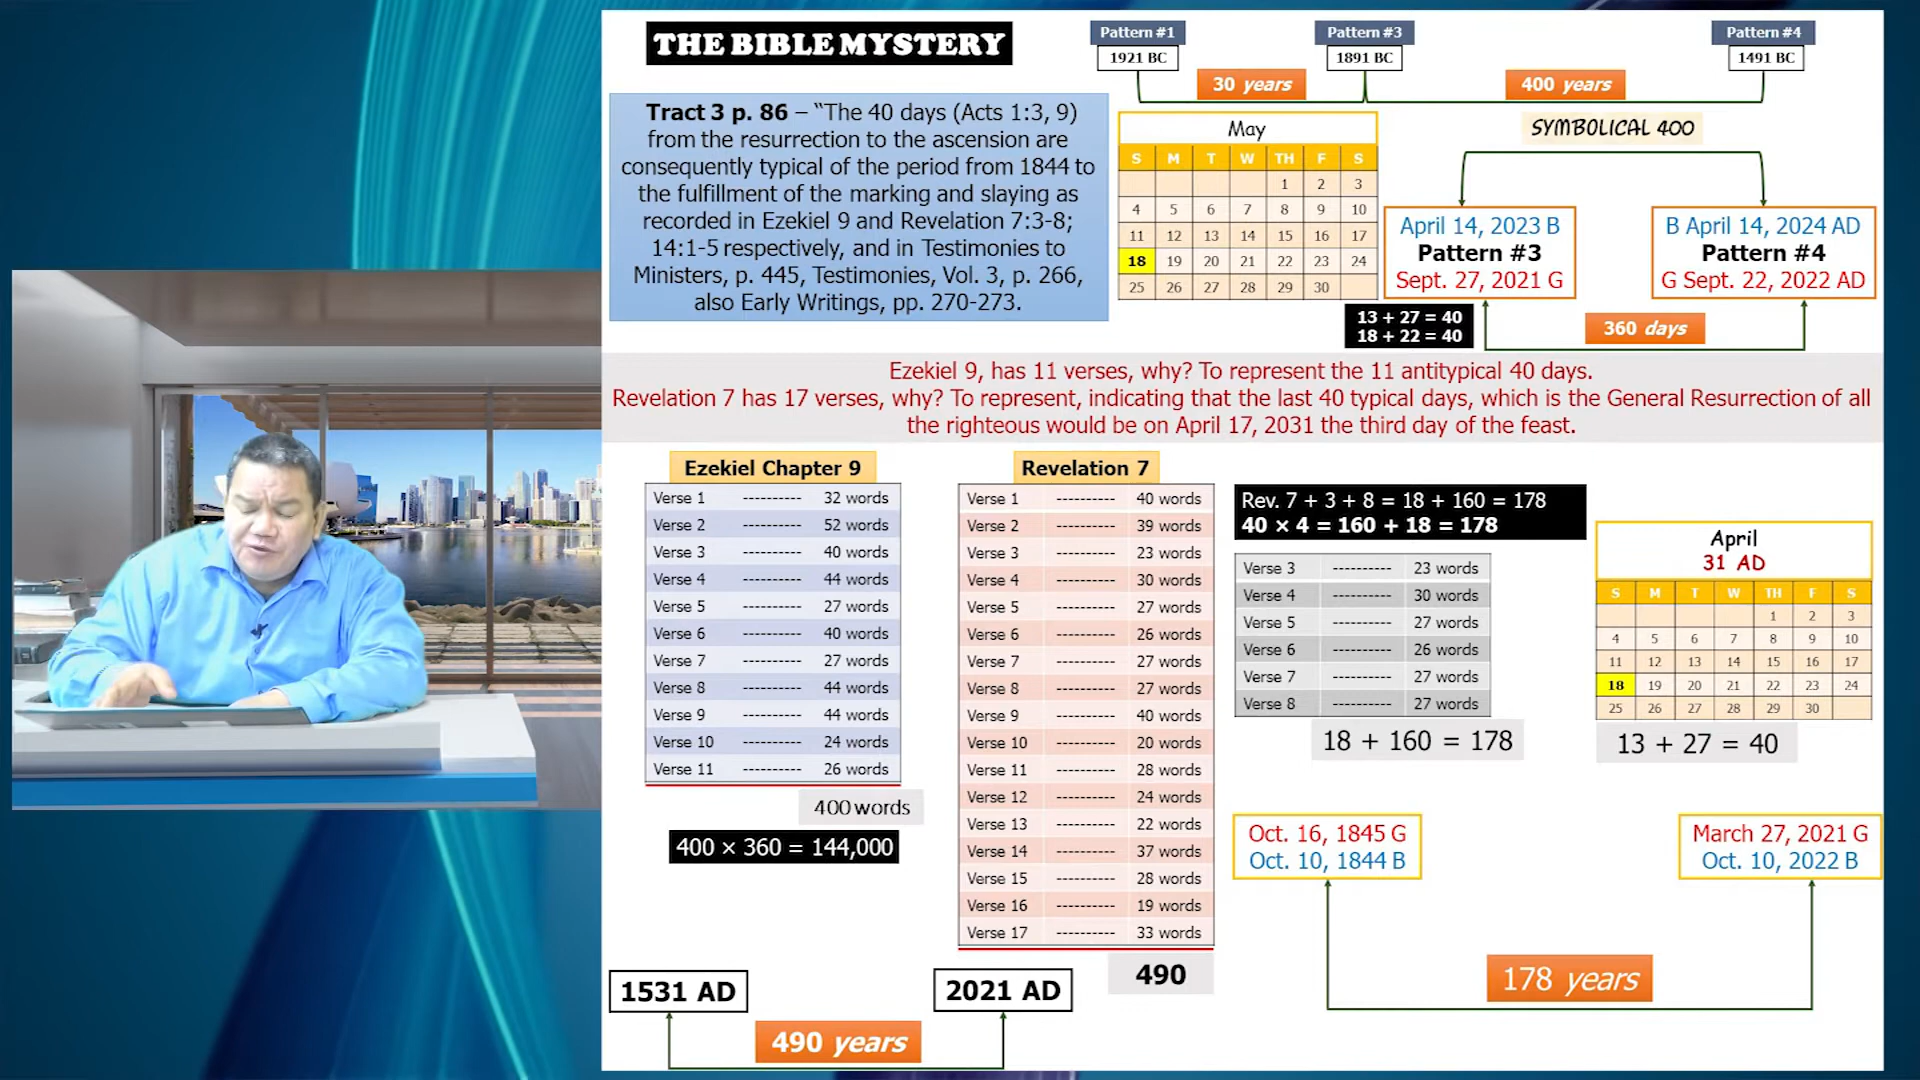 THE BIBLE MYSTERY
Pattern #1
1921 BC
Pattern #3
1891 BC
Pattern #4
1491 BC
30 years
400 years
Tract 3 p. 86 – “The 40 days (Acts 1:3, 9)
from the resurrection to the ascension are
consequently typical of the period from 1844 to
the fulfillment of the marking and slaying as
recorded in Ezekiel 9 and Revelation 7:3-8;
14:1-5 respectively, and in Testimonies to
Ministers, p. 445, Testimonies, Vol. 3, p. 266,
also Early Writings, pp. 270-273.
May
S M T W TH F S
1 2 3
4 5 6 7 8 9 10
11 12 13 14 15 16 17
18 19 20 21 22 23 24
25 26 27 28 29 30
SYMBOLICAL 400
April 14, 2023 B
Pattern #3
Sept. 27, 2021 G
B April 14, 2024 AD
Pattern #4
G Sept. 22, 2022 AD
13 + 27 = 40
18 + 22 = 40
360 days
Ezekiel 9, has 11 verses, why? To represent the 11 antitypical 40 days.
Revelation 7 has 17 verses, why? To represent, indicating that the last 40 typical days, which is the General Resurrection of all
the righteous would be on April 17, 2031 the third day of the feast.
Ezekiel Chapter 9
Verse 1 ---------- 32 words
Verse 2 ---------- 52 words
Verse 3 ---------- 40 words
Verse 4 ---------- 44 words
Verse 5 ---------- 27 words
Verse 6 ---------- 40 words
Verse 7 ---------- 27 words
Verse 8 ---------- 44 words
Verse 9 ---------- 44 words
Verse 10 ---------- 24 words
Verse 11 ---------- 26 words
400 words
400 × 360 = 144,000
Revelation 7
Verse 1 ---------- 40 words
Verse 2 ---------- 39 words
Verse 3 ---------- 23 words
Verse 4 ---------- 30 words
Verse 5 ---------- 27 words
Verse 6 ---------- 26 words
Verse 7 ---------- 27 words
Verse 8 ---------- 27 words
Verse 9 ---------- 40 words
Verse 10 ---------- 20 words
Verse 11 ---------- 28 words
Verse 12 ---------- 24 words
Verse 13 ---------- 22 words
Verse 14 ---------- 37 words
Verse 15 ---------- 28 words
Verse 16 ---------- 19 words
Verse 17 ---------- 33 words
490
Rev. 7 + 3 + 8 = 18 + 160 = 178
40 × 4 = 160 + 18 = 178
Verse 3 ---------- 23 words
Verse 4 ---------- 30 words
Verse 5 ---------- 27 words
Verse 6 ---------- 26 words
Verse 7 ---------- 27 words
Verse 8 ---------- 27 words
18 + 160 = 178
April
31 AD
S M T W TH F S
1 2 3
4 5 6 7 8 9 10
11 12 13 14 15 16 17
18 19 20 21 22 23 24
25 26 27 28 29 30
13 + 27 = 40
Oct. 16, 1845 G
Oct. 10, 1844 B
March 27, 2021 G
Oct. 10, 2022 B
178 years
1531 AD
2021 AD
490 years